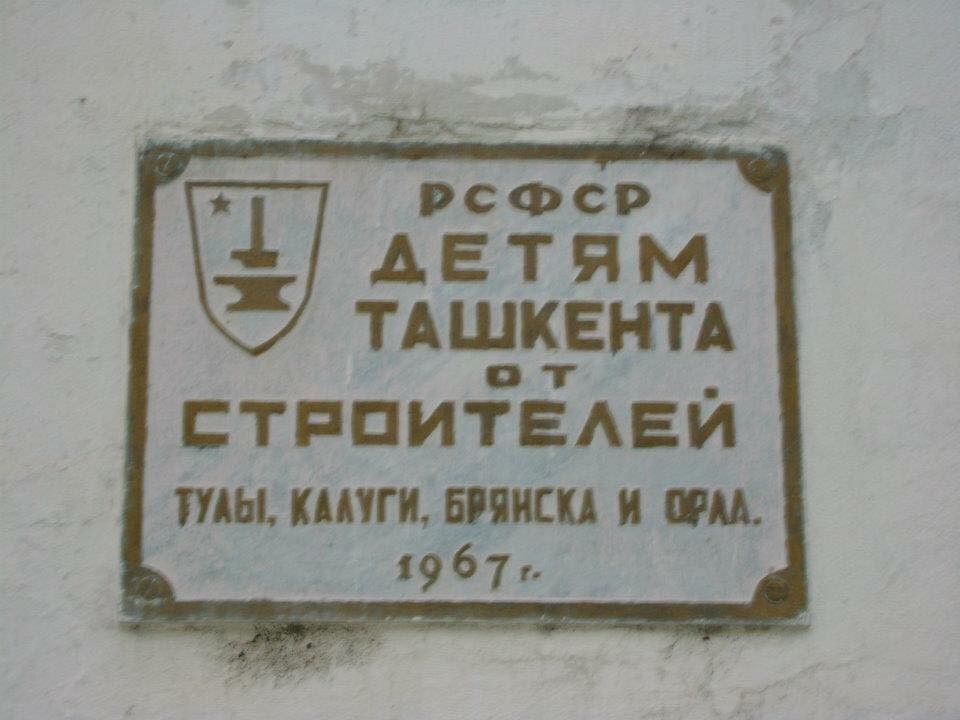 РСФСР
ДЕТЯМ
ТАШКЕНТА
ОТ
СТРОИТЕЛЕЙ
ТУЛЫ, КАЛУГИ, БРЯНСКА И ОРЛА.
1967 г.